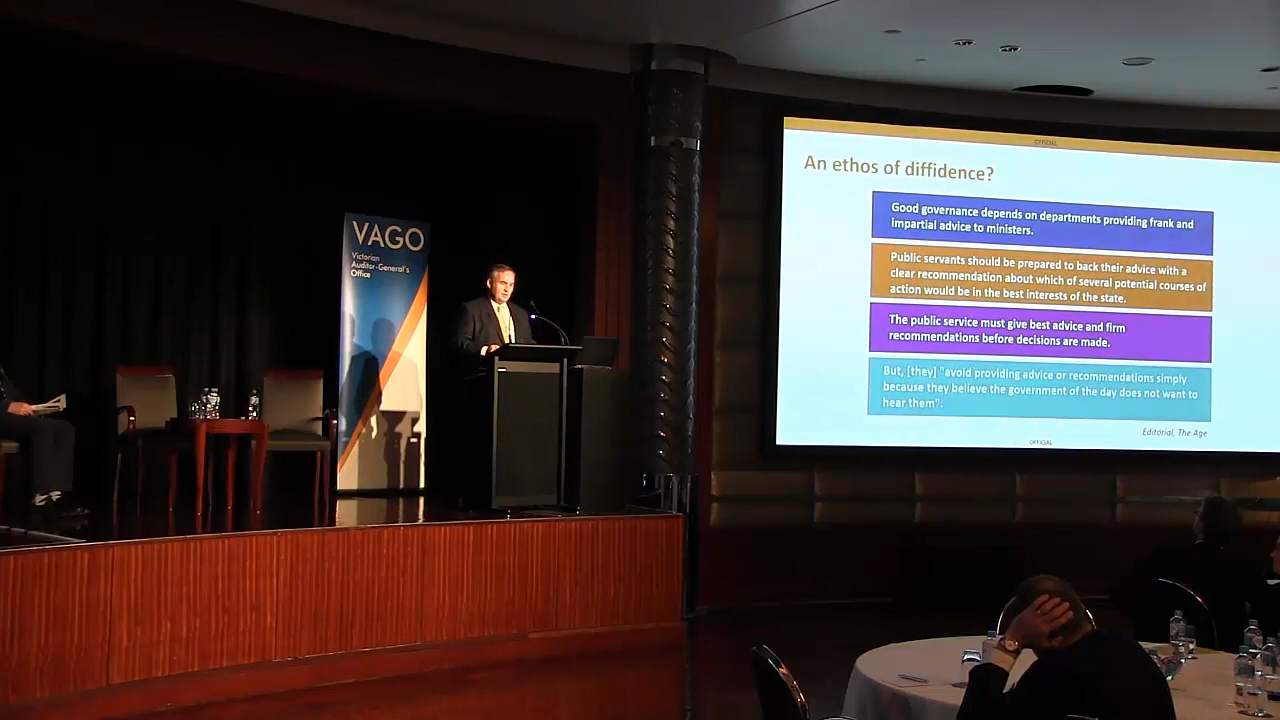 VAGO
Victorian
Auditor-General's
Office
OFFICIAL
An ethos of diffidence?
Good governance depends on departments providing frank and
impartial advice to ministers.
Public servants should be prepared to back their advice with a
clear recommendation about which of several potential courses of
action would be in the best interests of the state.
The public service must give best advice and firm
recommendations before decisions are made.
But, [they] "avoid providing advice or recommendations simply
because they believe the government of the day does not want to
hear them".
Editorial, The Age
OFFICIAL